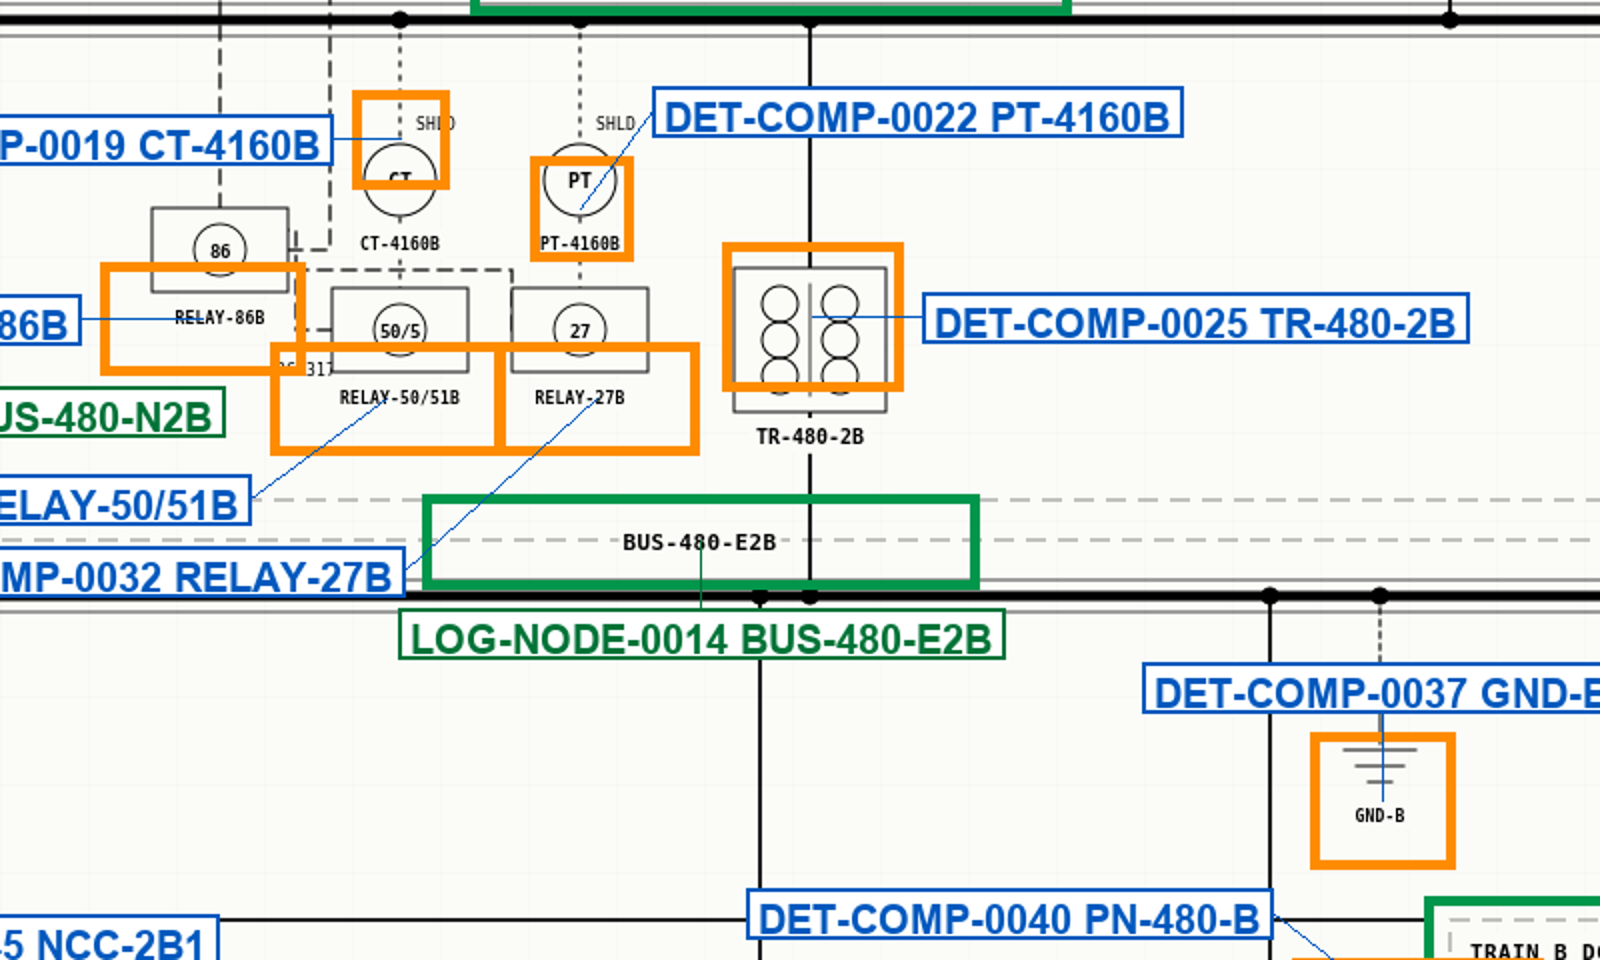 SHLD
SHLD
DET-COMP-0022 PT-4160B
P-0019 CT-4160B
CT
PT
86
CT-4160B
PT-4160B
RELAY-86B
86B
50/5
27
DET-COMP-0025 TR-480-2B
RELAY-50/51B
RELAY-27B
US-480-N2B
TR-480-2B
ELAY-50/51B
BUS-480-E2B
MP-0032 RELAY-27B
LOG-NODE-0014 BUS-480-E2B
DET-COMP-0037 GND-B
GND-B
DET-COMP-0040 PN-480-B
5 NCC-2B1
TRAIN B DC